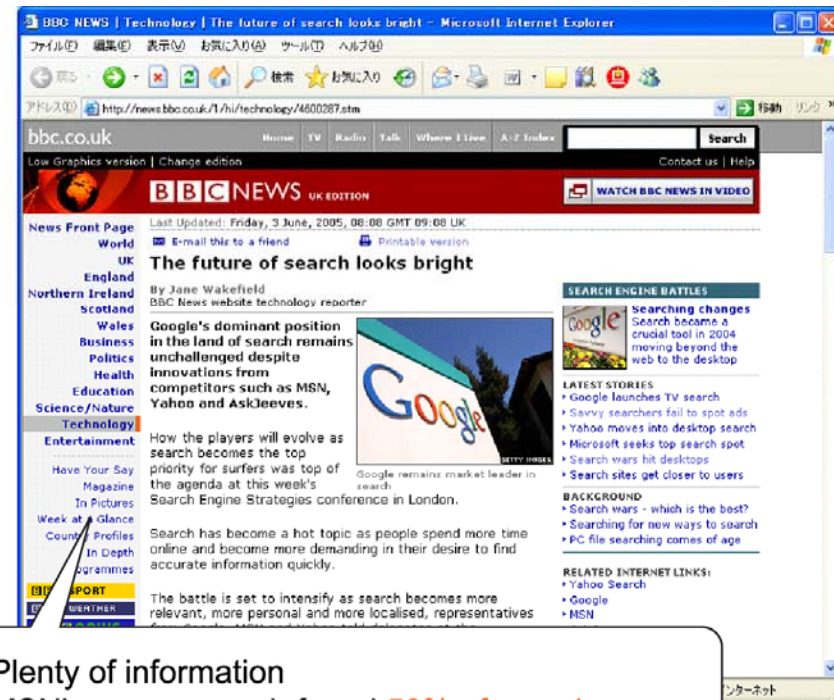 BBC NEWS | Technology | The future of search looks bright - Microsoft Internet Explorer
ファイル(F) 編集(E) 表示(V) お気に入り(A) ツール(T) ヘルプ(H)
戻る 検索 お気に入り
アドレス(D) http://news.bbc.co.uk/1/hi/technology/4600287.stm 移動 リンク »
bbc.co.uk Home TV Radio Talk Where I Live A-Z Index Search
Low Graphics version | Change edition Contact us | Help
BBC NEWS UK EDITION WATCH BBC NEWS IN VIDEO
News Front Page
World
UK
England
Northern Ireland
Scotland
Wales
Business
Politics
Health
Education
Science/Nature
Technology
Entertainment
Have Your Say
Magazine
In Pictures
Week at a Glance
Country Profiles
In Depth
SPORT
WEATHER
Last Updated: Friday, 3 June, 2005, 08:08 GMT 09:08 UK
E-mail this to a friend Printable version
The future of search looks bright
By Jane Wakefield
BBC News website technology reporter
Google's dominant position
in the land of search remains
unchallenged despite
innovations from
competitors such as MSN,
Yahoo and AskJeeves.
Google
GETTY IMAGES
Google remains market leader in
search
How the players will evolve as
search becomes the top
priority for surfers was top of
the agenda at this week's
Search Engine Strategies conference in London.
Search has become a hot topic as people spend more time
online and become more demanding in their desire to find
accurate information quickly.
The battle is set to intensify as search becomes more
relevant, more personal and more localised, representatives
SEARCH ENGINE BATTLES
Google
Searching changes
Search became a
crucial tool in 2004
moving beyond the
web to the desktop
LATEST STORIES
Google launches TV search
Savvy searchers fail to spot ads
Yahoo moves into desktop search
Microsoft seeks top search spot
Search wars hit desktops
Search sites get closer to users
BACKGROUND
Search wars - which is the best?
Searching for new ways to search
PC file searching comes of age
RELATED INTERNET LINKS:
Yahoo Search
Google
MSN
Plenty of information